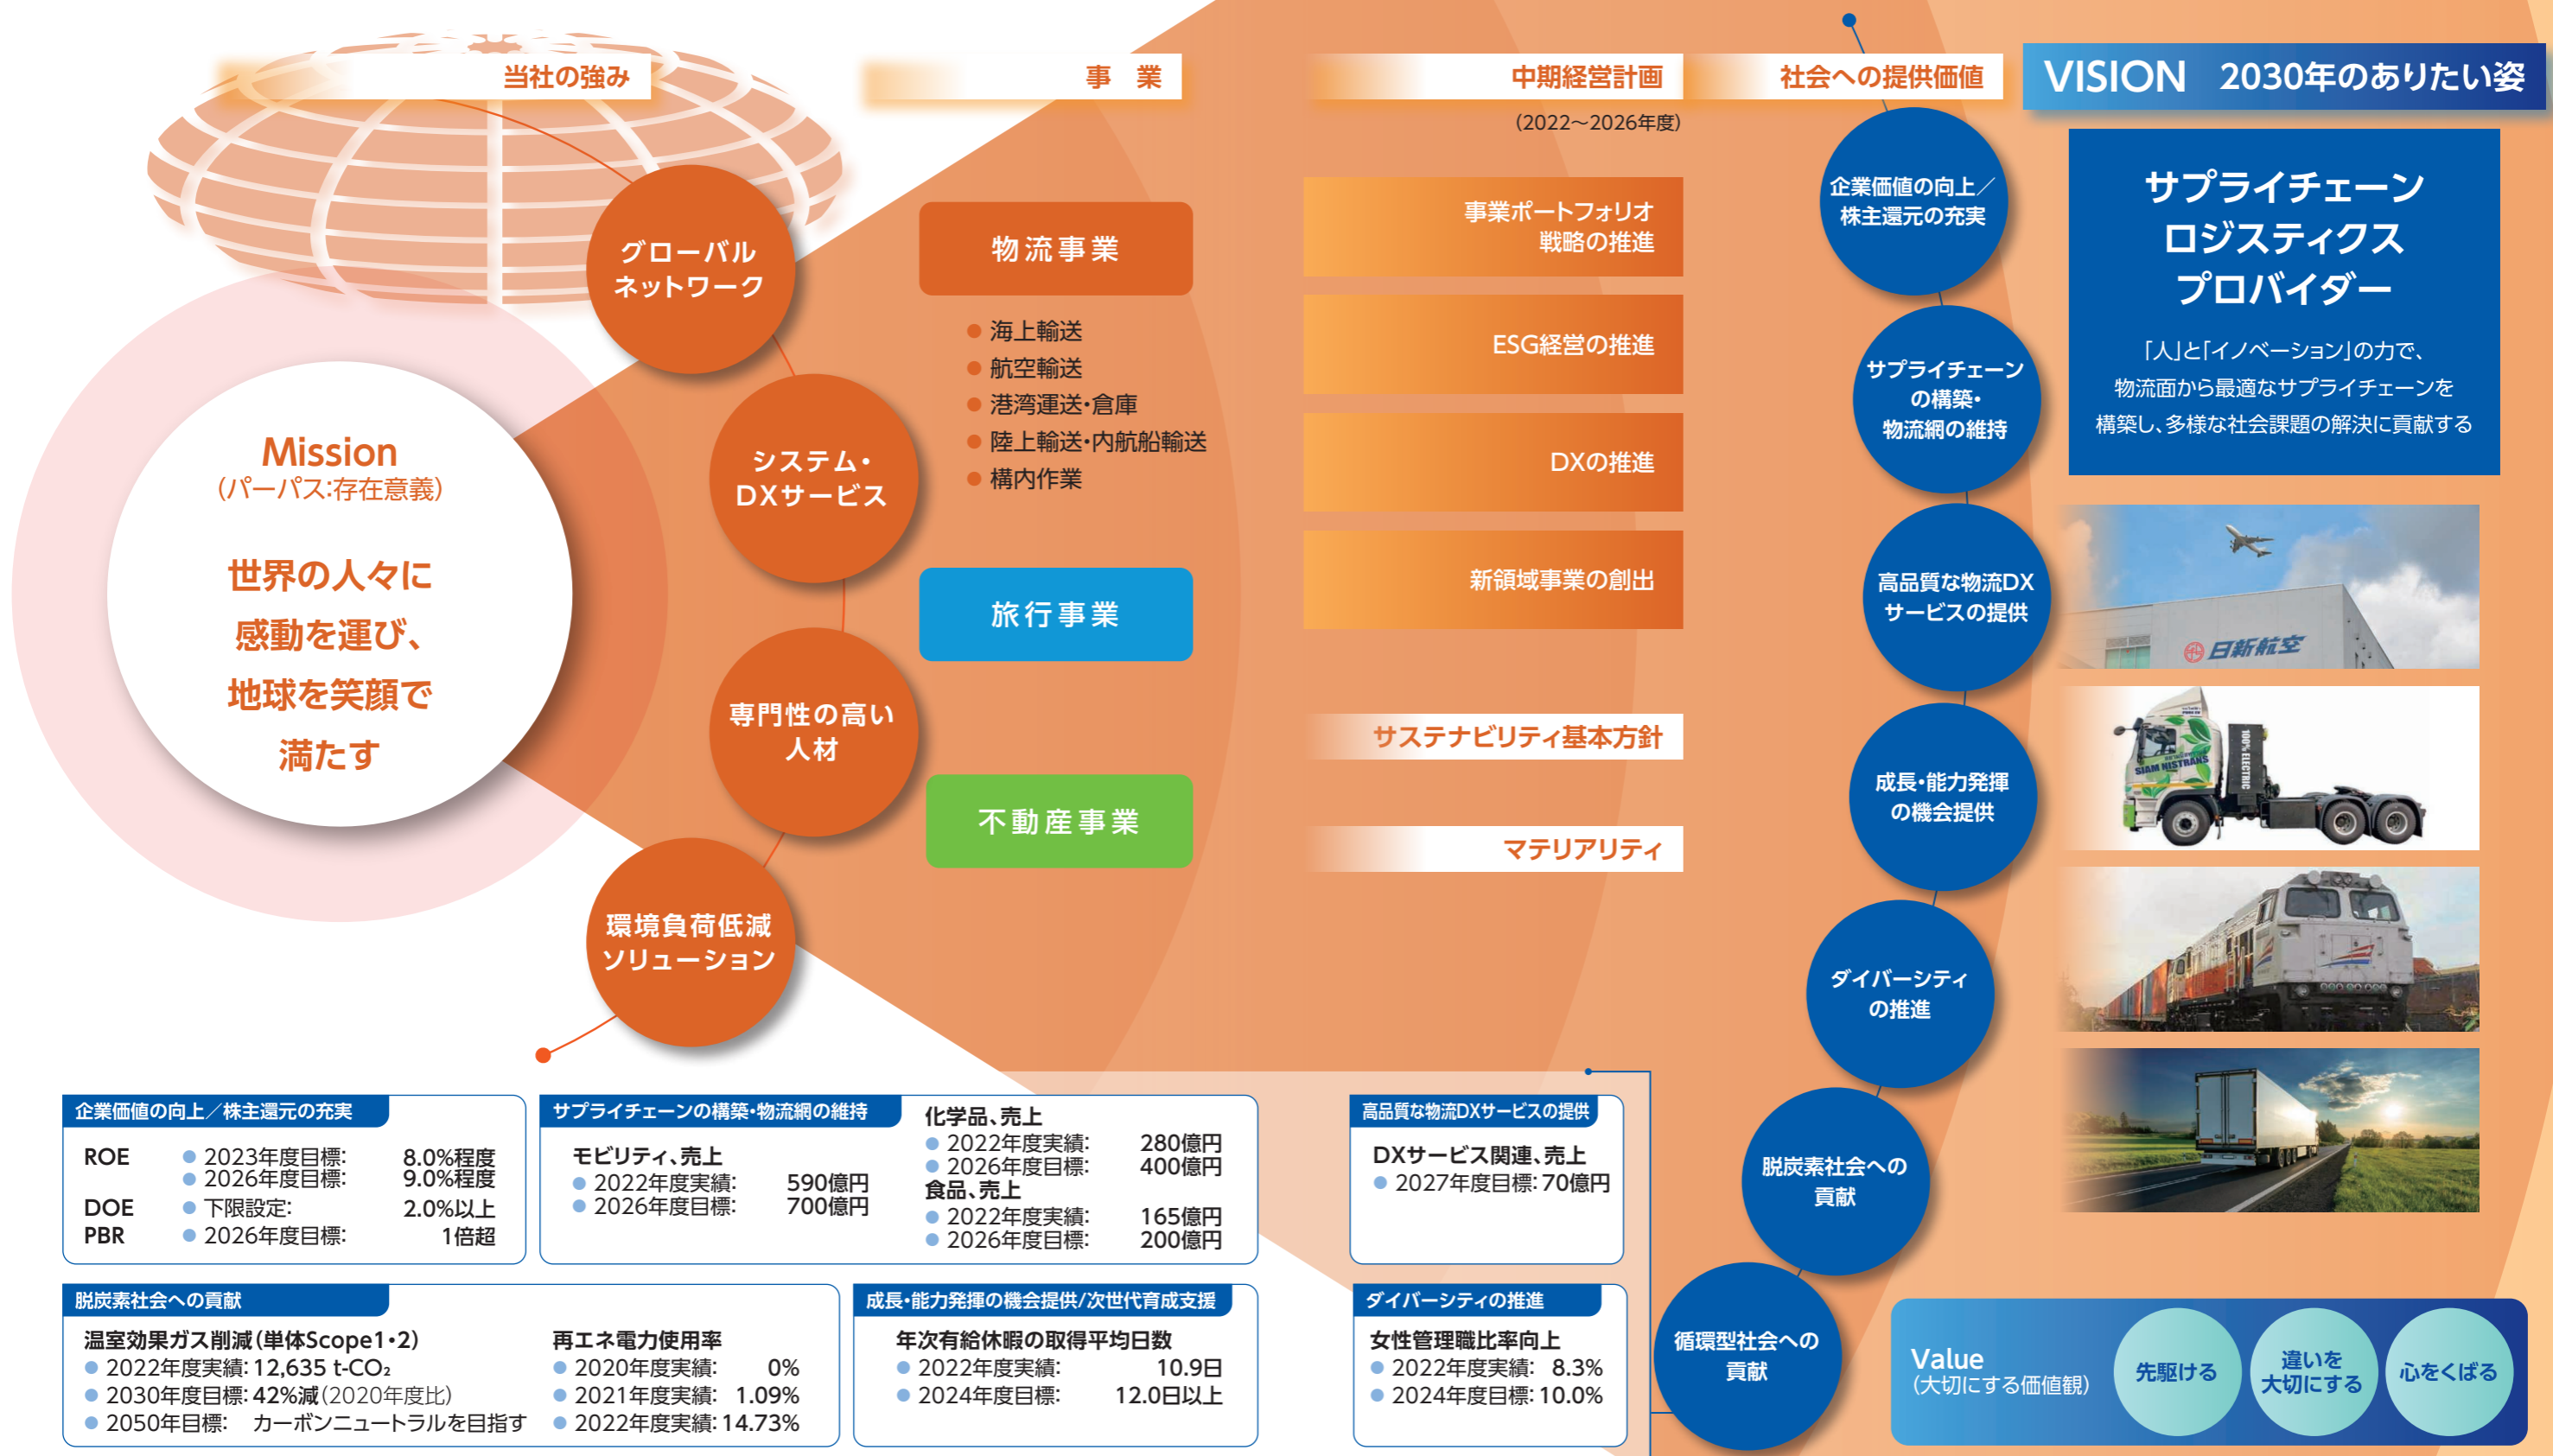 当社の強み
グローバル
ネットワーク
システム・
DXサービス
専門性の高い
人材
環境負荷低減
ソリューション
Mission
(パーパス:存在意義)
世界の人々に
感動を運び、
地球を笑顔で
満たす
事 業
物流事業
● 海上輸送
● 航空輸送
● 港湾運送・倉庫
● 陸上輸送・内航船輸送
● 構内作業
旅行事業
不動産事業
中期経営計画
(2022〜2026年度)
事業ポートフォリオ
戦略の推進
ESG経営の推進
DXの推進
新領域事業の創出
サステナビリティ基本方針
マテリアリティ
社会への提供価値
企業価値の向上／
株主還元の充実
サプライチェーン
の構築・
物流網の維持
高品質な物流DX
サービスの提供
成長・能力発揮
の機会提供
ダイバーシティ
の推進
脱炭素社会への
貢献
循環型社会への
貢献
VISION 2030年のありたい姿
サプライチェーン
ロジスティクス
プロバイダー
「人」と「イノベーション」の力で、
物流面から最適なサプライチェーンを
構築し、多様な社会課題の解決に貢献する
日新航空
SIAM NISTRANS
100% ELECTRIC
企業価値の向上／株主還元の充実
ROE ● 2023年度目標: 8.0%程度
● 2026年度目標: 9.0%程度
DOE ● 下限設定: 2.0%以上
PBR ● 2026年度目標: 1倍超
サプライチェーンの構築・物流網の維持
モビリティ、売上
● 2022年度実績: 590億円
● 2026年度目標: 700億円
化学品、売上
● 2022年度実績: 280億円
● 2026年度目標: 400億円
食品、売上
● 2022年度実績: 165億円
● 2026年度目標: 200億円
高品質な物流DXサービスの提供
DXサービス関連、売上
● 2027年度目標: 70億円
脱炭素社会への貢献
温室効果ガス削減(単体Scope1・2)
● 2022年度実績: 12,635 t-CO₂
● 2030年度目標: 42%減(2020年度比)
● 2050年目標: カーボンニュートラルを目指す
再エネ電力使用率
● 2020年度実績: 0%
● 2021年度実績: 1.09%
● 2022年度実績: 14.73%
成長・能力発揮の機会提供/次世代育成支援
年次有給休暇の取得平均日数
● 2022年度実績: 10.9日
● 2024年度目標: 12.0日以上
ダイバーシティの推進
女性管理職比率向上
● 2022年度実績: 8.3%
● 2024年度目標: 10.0%
Value
(大切にする価値観)
先駆ける
違いを
大切にする
心をくばる